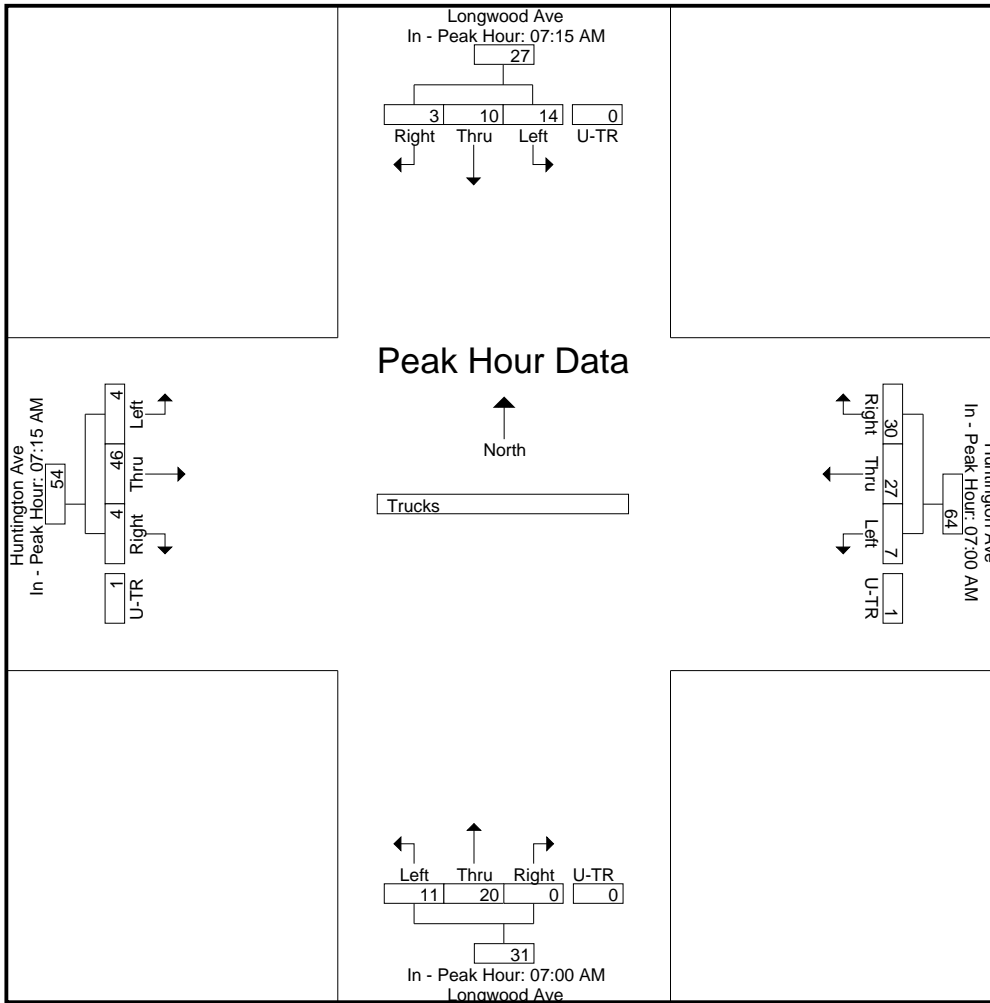 Longwood Ave
In - Peak Hour: 07:15 AM
27
3 10 14 0
Right Thru Left U-TR
Peak Hour Data
North
Trucks
Huntington Ave
In - Peak Hour: 07:15 AM
54
4 46 4 1
Left Thru Right U-TR
Right Thru Left U-TR
30 27 7 1
64
Huntington Ave
In - Peak Hour: 07:00 AM
Left Thru Right U-TR
11 20 0 0
31
In - Peak Hour: 07:00 AM
Longwood Ave